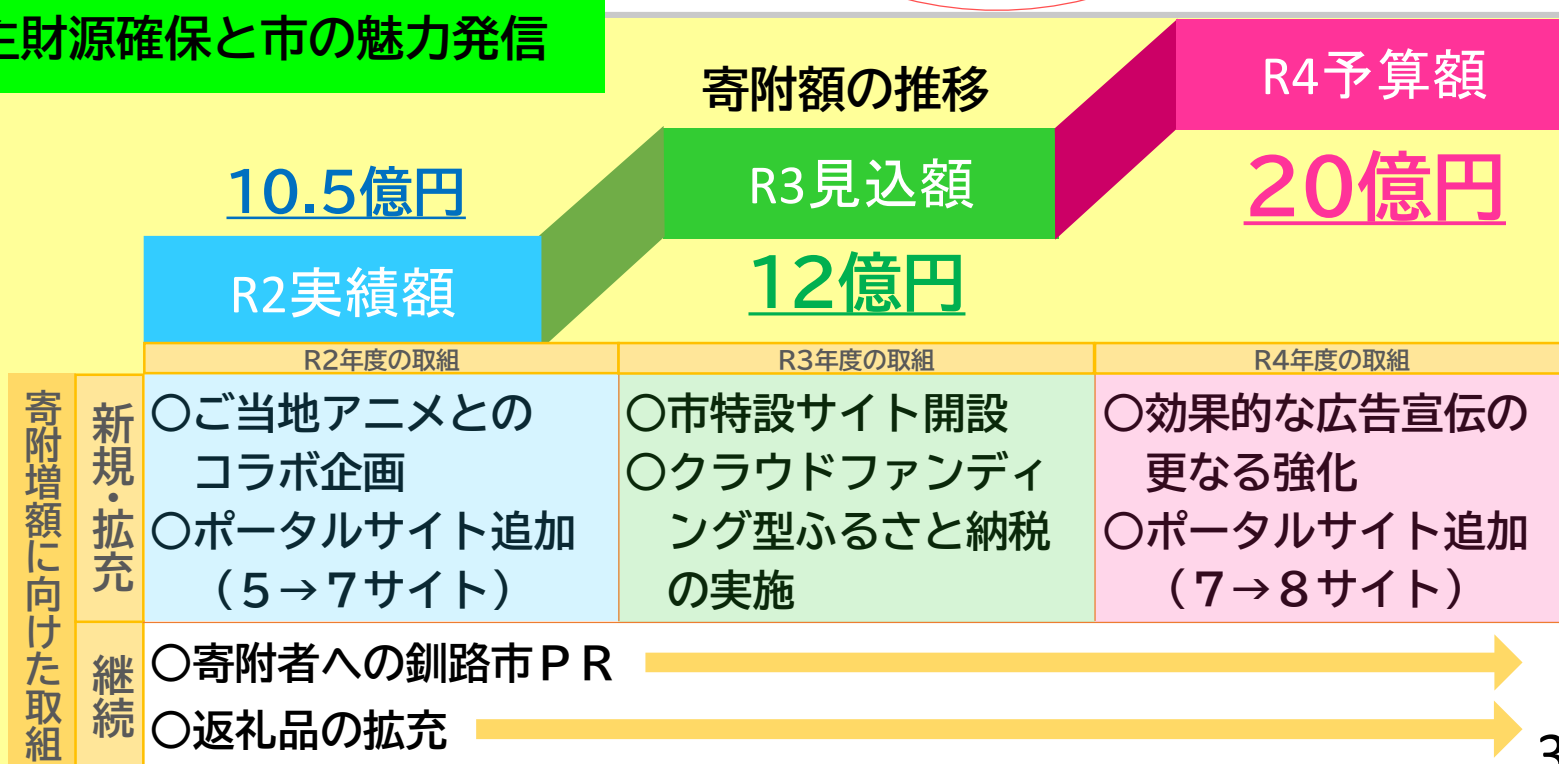 主財源確保と市の魅力発信
寄附額の推移
R4予算額
20億円
R3見込額
12億円
10.5億円
R2実績額
R2年度の取組
R3年度の取組
R4年度の取組
寄附増額に向けた取組
新規・拡充
○ご当地アニメとの
コラボ企画
○ポータルサイト追加
（５→７サイト）
○市特設サイト開設
○クラウドファンディ
ング型ふるさと納税
の実施
○効果的な広告宣伝の
更なる強化
○ポータルサイト追加
（７→８サイト）
継続
○寄附者への釧路市ＰＲ
○返礼品の拡充